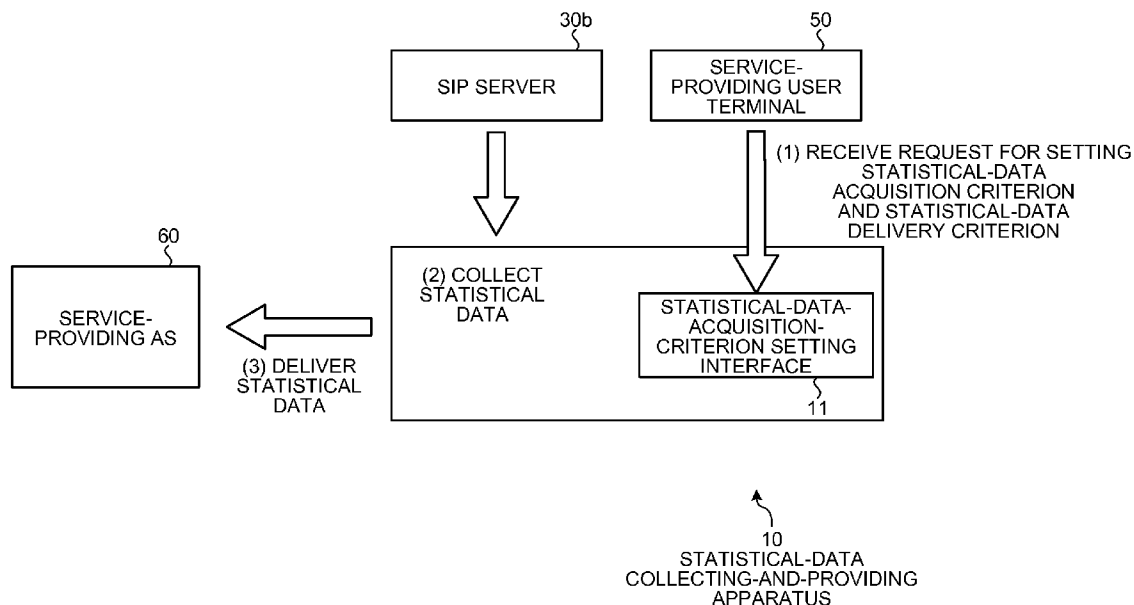 30b
50
SIP SERVER
SERVICE-
PROVIDING USER
TERMINAL
(1) RECEIVE REQUEST FOR SETTING
STATISTICAL-DATA
ACQUISITION CRITERION
AND STATISTICAL-DATA
DELIVERY CRITERION
60
SERVICE-
PROVIDING AS
(2) COLLECT
STATISTICAL
DATA
STATISTICAL-DATA-
ACQUISITION-
CRITERION SETTING
INTERFACE
11
(3) DELIVER
STATISTICAL
DATA
10
STATISTICAL-DATA
COLLECTING-AND-PROVIDING
APPARATUS